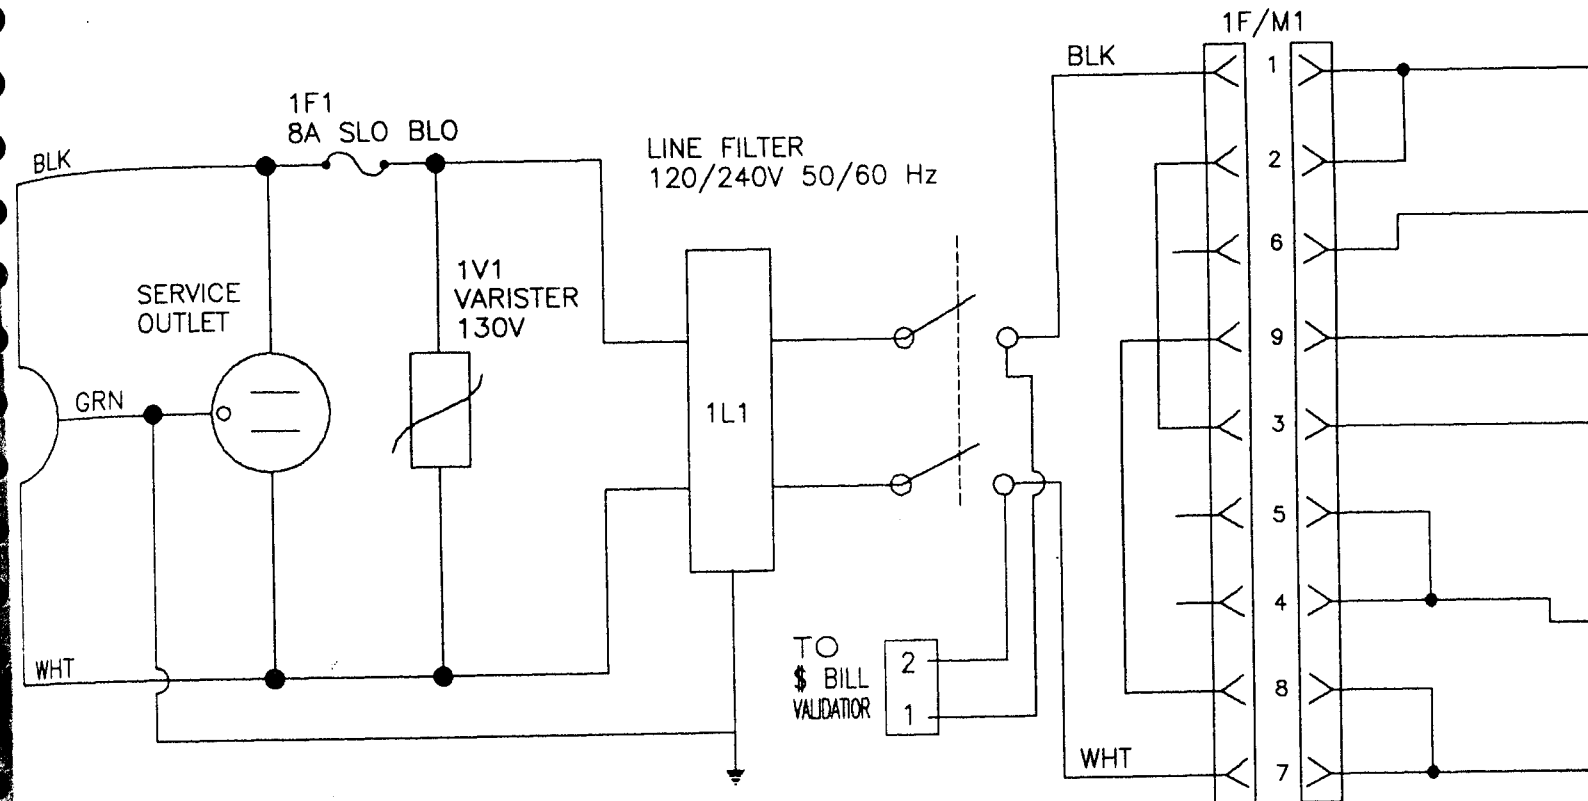 1F/M1
BLK
1F1
8A SLO BLO
BLK
LINE FILTER
120/240V 50/60 Hz
SERVICE
OUTLET
1V1
VARISTER
130V
GRN
1L1
WHT
TO
$ BILL
VALIDATIOR
2
1
WHT
1
2
6
9
3
5
4
8
7